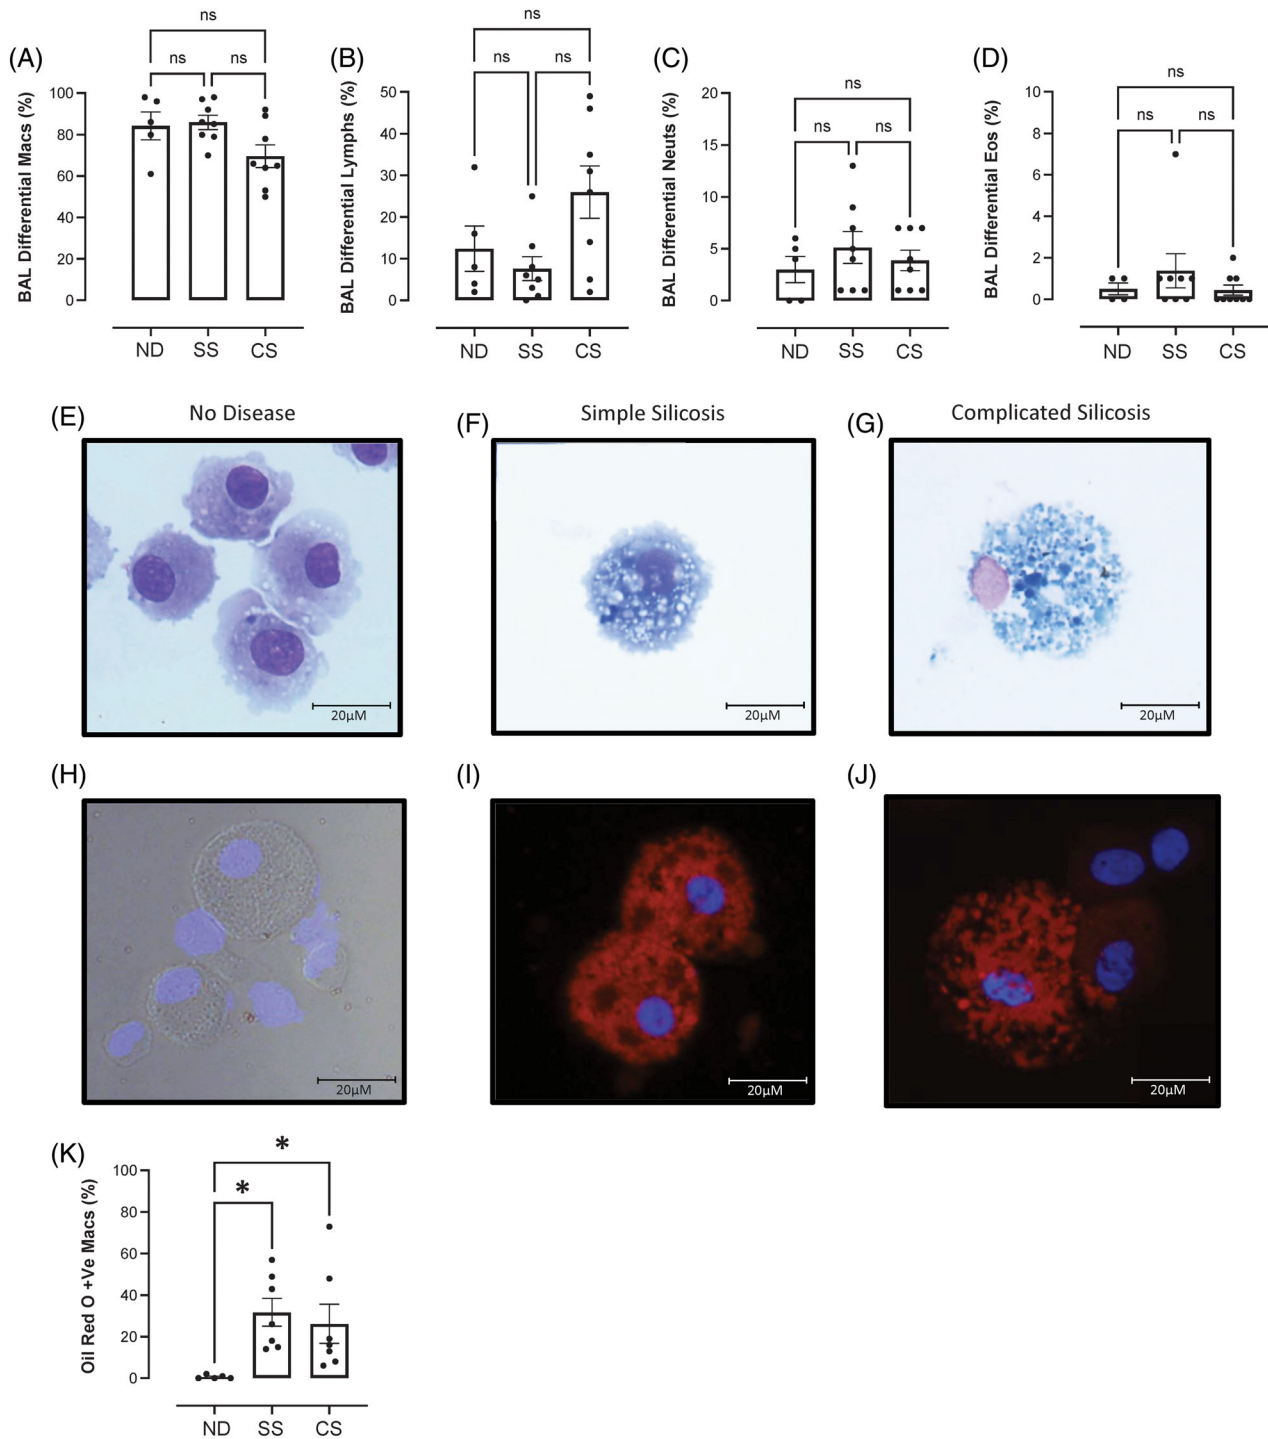 (A)
ns
ns
ns
BAL Differential Macs (%)
100
80
60
40
20
0
ND
SS
CS
(B)
ns
ns
ns
BAL Differential Lymphs (%)
50
40
30
20
10
0
ND
SS
CS
(C)
ns
ns
ns
BAL Differential Neuts (%)
20
15
10
5
0
ND
SS
CS
(D)
ns
ns
ns
BAL Differential Eos (%)
10
8
6
4
2
0
ND
SS
CS
(E)
No Disease
20µM
(F)
Simple Silicosis
20µM
(G)
Complicated Silicosis
20µM
(H)
20µM
(I)
20µM
(J)
20µM
(K)
*
*
Oil Red O +Ve Macs (%)
100
80
60
40
20
0
ND
SS
CS